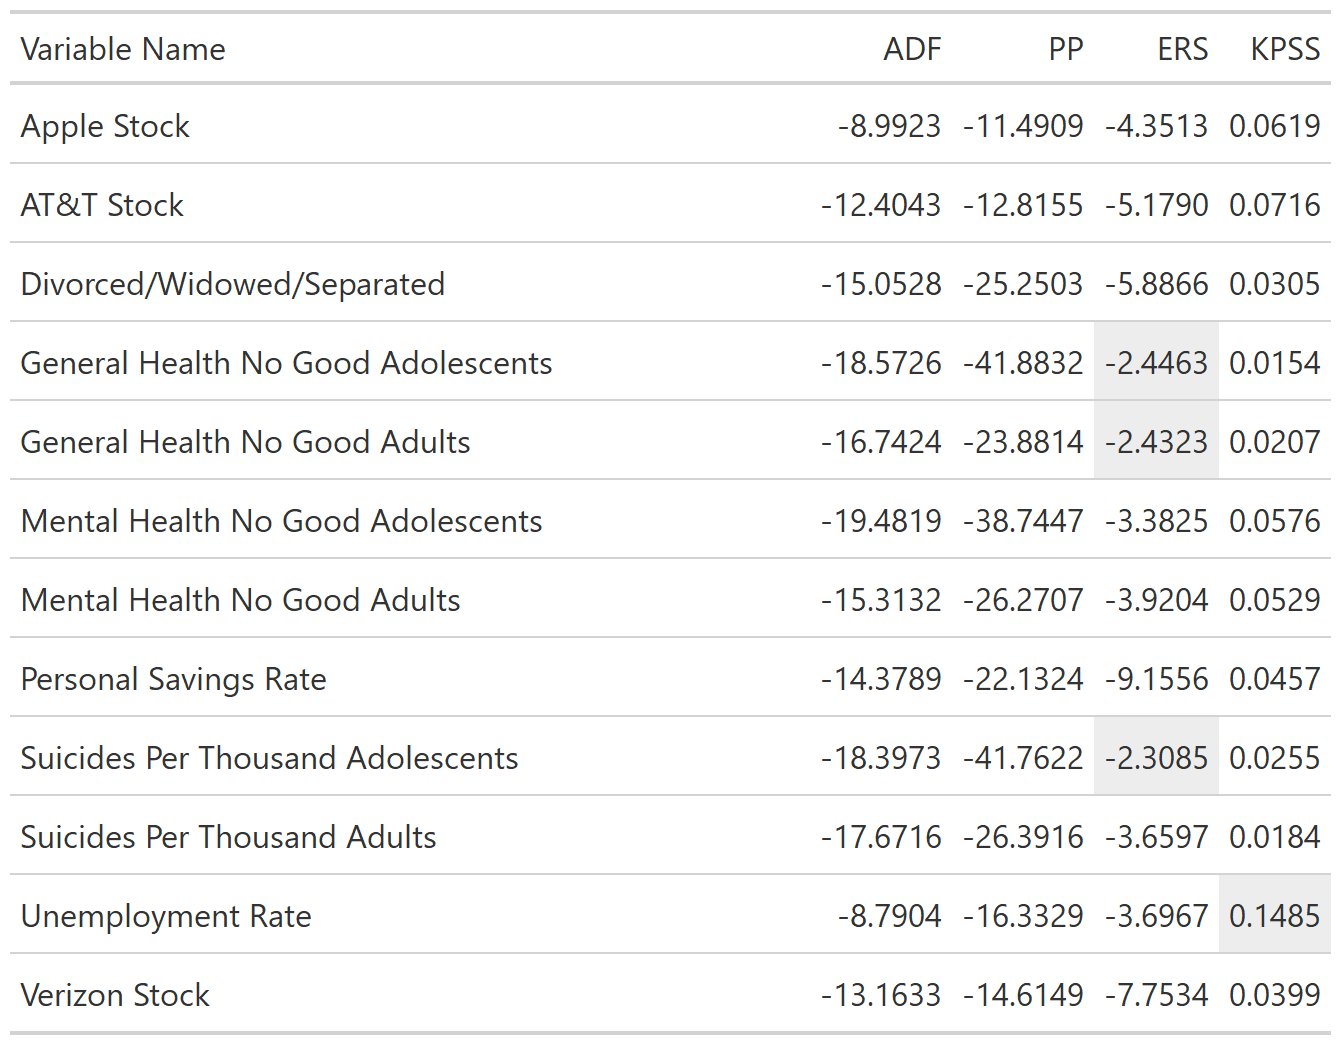 Variable Name ADF PP ERS KPSS
Apple Stock -8.9923 -11.4909 -4.3513 0.0619
AT&T Stock -12.4043 -12.8155 -5.1790 0.0716
Divorced/Widowed/Separated -15.0528 -25.2503 -5.8866 0.0305
General Health No Good Adolescents -18.5726 -41.8832 -2.4463 0.0154
General Health No Good Adults -16.7424 -23.8814 -2.4323 0.0207
Mental Health No Good Adolescents -19.4819 -38.7447 -3.3825 0.0576
Mental Health No Good Adults -15.3132 -26.2707 -3.9204 0.0529
Personal Savings Rate -14.3789 -22.1324 -9.1556 0.0457
Suicides Per Thousand Adolescents -18.3973 -41.7622 -2.3085 0.0255
Suicides Per Thousand Adults -17.6716 -26.3916 -3.6597 0.0184
Unemployment Rate -8.7904 -16.3329 -3.6967 0.1485
Verizon Stock -13.1633 -14.6149 -7.7534 0.0399